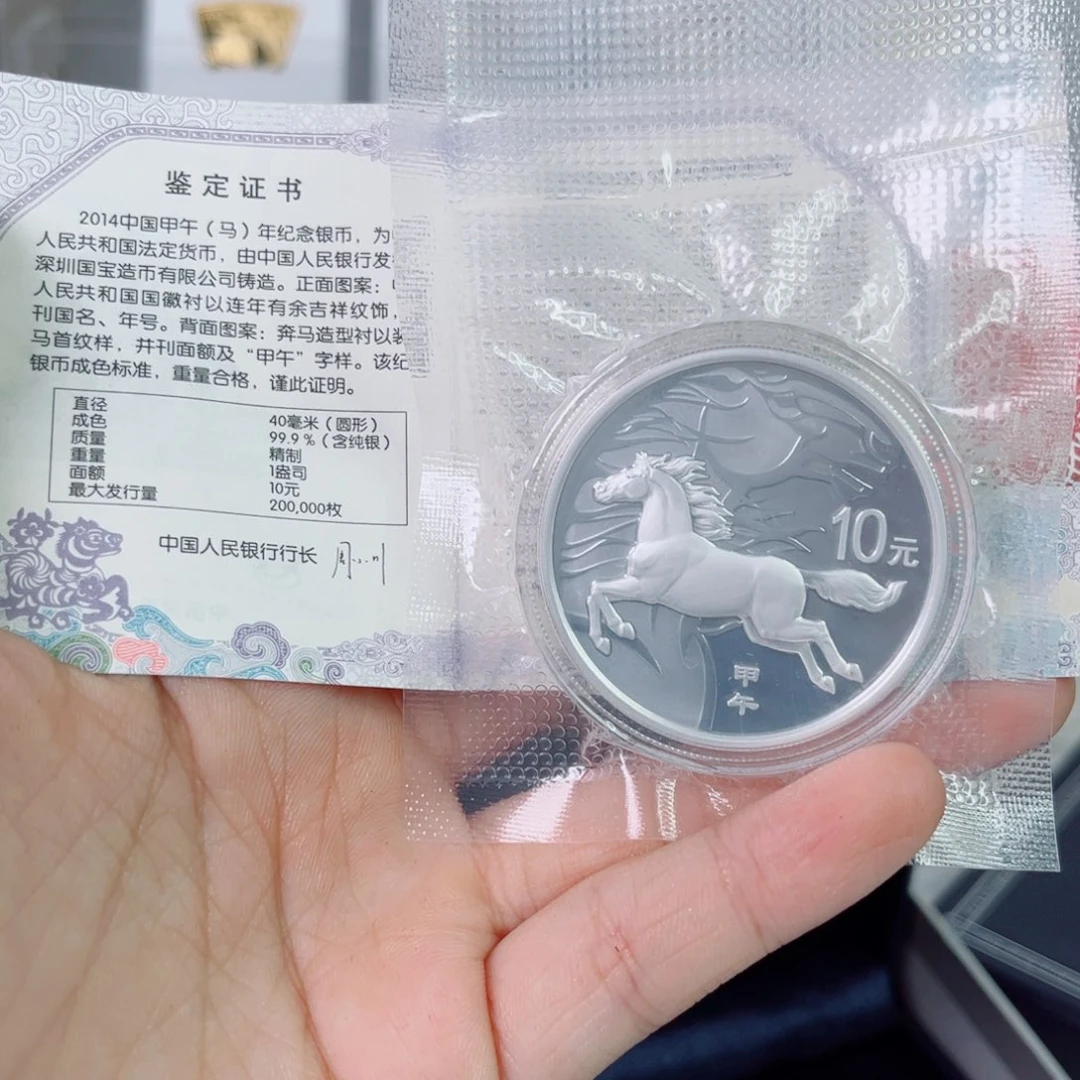 鉴定证书
2014中国甲午（马）年纪念银币，为
人民共和国法定货币，由中国人民银行发
深圳国宝造币有限公司铸造。正面图案：
人民共和国国徽衬以连年有余吉祥纹饰，
刊国名、年号。背面图案：奔马造型衬以装
马首纹样，并刊面额及“甲午”字样。该纪
银币成色标准，重量合格，谨此证明。
直径 40毫米（圆形）
成色 99.9％（含纯银）
质量 精制
重量 1盎司
面额 10元
最大发行量 200,000枚
中国人民银行行长
10元
甲午